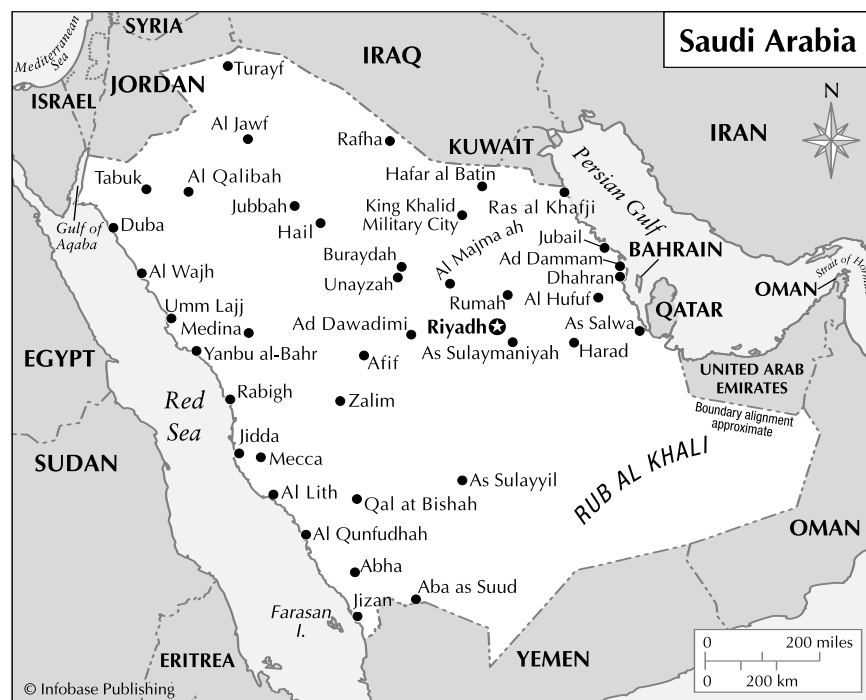 Saudi Arabia
Mediterranean
Sea
SYRIA
IRAQ
ISRAEL
JORDAN
Turayf
N
IRAN
Al Jawf
Rafha
KUWAIT
Tabuk
Al Qalibah
Hafar al Batin
Persian Gulf
Jubbah
King Khalid
Military City
Ras al Khafji
Gulf of
Aqaba
Duba
Hail
Al Majma ah
Jubail
BAHRAIN
Buraydah
Ad Dammam
Strait of Hormuz
Al Wajh
Unayzah
Dhahran
OMAN
Rumah
Al Hufuf
QATAR
Umm Lajj
Medina
Ad Dawadimi
Riyadh
As Salwa
EGYPT
Yanbu al-Bahr
Afif
As Sulaymaniyah
Harad
UNITED ARAB
EMIRATES
Red
Sea
Rabigh
Zalim
Boundary alignment
approximate
Jidda
Mecca
RUB AL KHALI
SUDAN
As Sulayyil
Al Lith
Qal at Bishah
OMAN
Al Qunfudhah
Abha
Aba as Suud
Jizan
Farasan
I.
0 200 miles
0 200 km
ERITREA
YEMEN
© Infobase Publishing